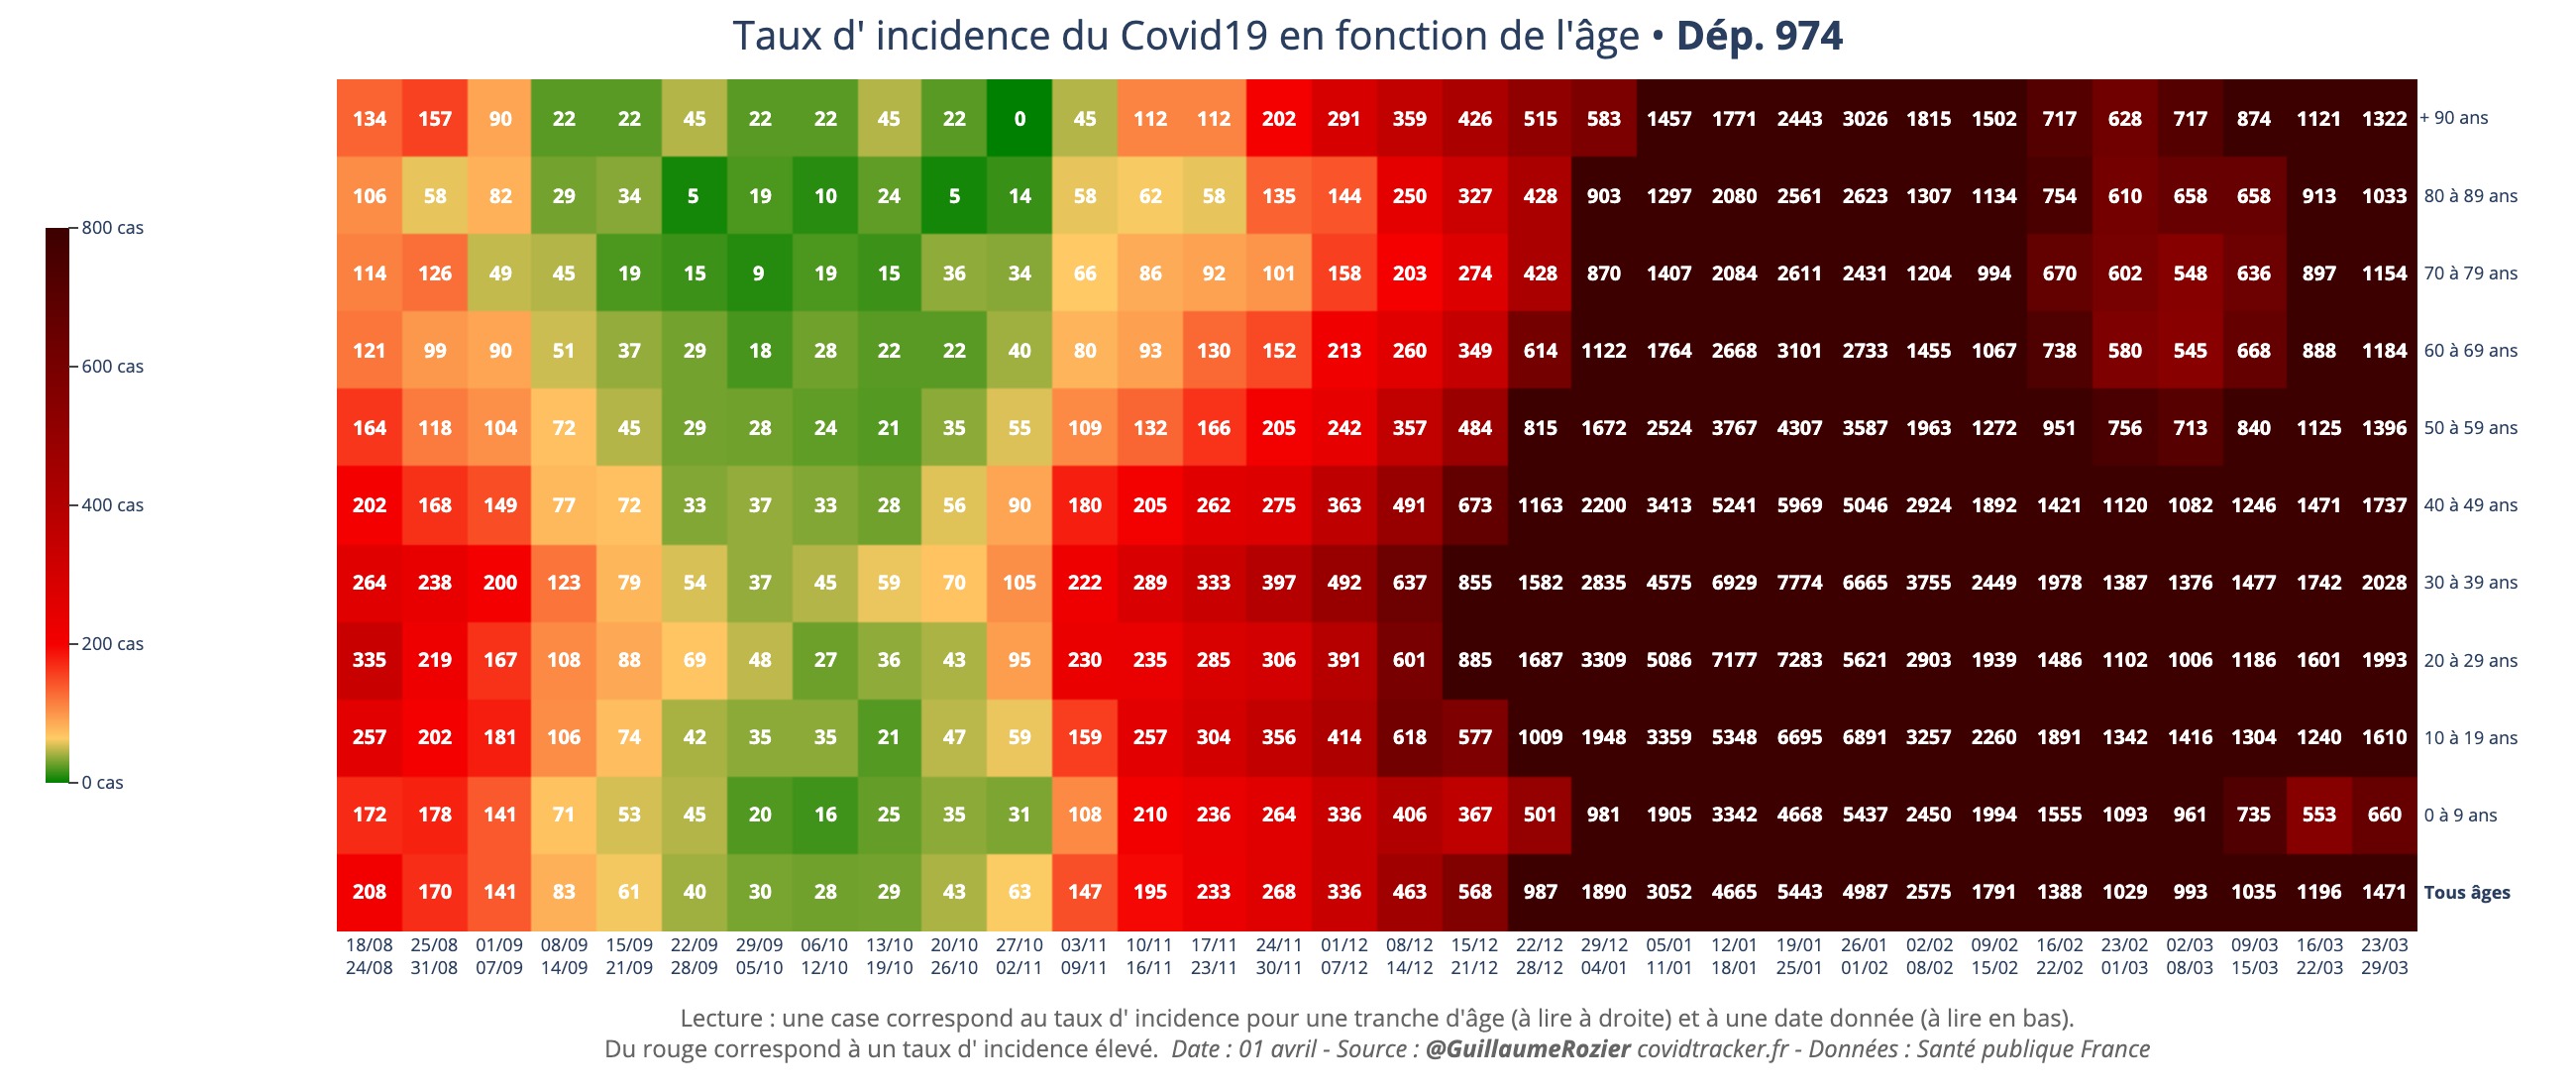 Taux d' incidence du Covid19 en fonction de l'âge • Dép. 974
800 cas
600 cas
400 cas
200 cas
0 cas
134 157 90 22 22 45 22 22 45 22 0 45 112 112 202 291 359 426 515 583 1457 1771 2443 3026 1815 1502 717 628 717 874 1121 1322 + 90 ans
106 58 82 29 34 5 19 10 24 5 14 58 62 58 135 144 250 327 428 903 1297 2080 2561 2623 1307 1134 754 610 658 658 913 1033 80 à 89 ans
114 126 49 45 19 15 9 19 15 36 34 66 86 92 101 158 203 274 428 870 1407 2084 2611 2431 1204 994 670 602 548 636 897 1154 70 à 79 ans
121 99 90 51 37 29 18 28 22 22 40 80 93 130 152 213 260 349 614 1122 1764 2668 3101 2733 1455 1067 738 580 545 668 888 1184 60 à 69 ans
164 118 104 72 45 29 28 24 21 35 55 109 132 166 205 242 357 484 815 1672 2524 3767 4307 3587 1963 1272 951 756 713 840 1125 1396 50 à 59 ans
202 168 149 77 72 33 37 33 28 56 90 180 205 262 275 363 491 673 1163 2200 3413 5241 5969 5046 2924 1892 1421 1120 1082 1246 1471 1737 40 à 49 ans
264 238 200 123 79 54 37 45 59 70 105 222 289 333 397 492 637 855 1582 2835 4575 6929 7774 6665 3755 2449 1978 1387 1376 1477 1742 2028 30 à 39 ans
335 219 167 108 88 69 48 27 36 43 95 230 235 285 306 391 601 885 1687 3309 5086 7177 7283 5621 2903 1939 1486 1102 1006 1186 1601 1993 20 à 29 ans
257 202 181 106 74 42 35 35 21 47 59 159 257 304 356 414 618 577 1009 1948 3359 5348 6695 6891 3257 2260 1891 1342 1416 1304 1240 1610 10 à 19 ans
172 178 141 71 53 45 20 16 25 35 31 108 210 236 264 336 406 367 501 981 1905 3342 4668 5437 2450 1994 1555 1093 961 735 553 660 0 à 9 ans
208 170 141 83 61 40 30 28 29 43 63 147 195 233 268 336 463 568 987 1890 3052 4665 5443 4987 2575 1791 1388 1029 993 1035 1196 1471 Tous âges
18/08 25/08 01/09 08/09 15/09 22/09 29/09 06/10 13/10 20/10 27/10 03/11 10/11 17/11 24/11 01/12 08/12 15/12 22/12 29/12 05/01 12/01 19/01 26/01 02/02 09/02 16/02 23/02 02/03 09/03 16/03 23/03
24/08 31/08 07/09 14/09 21/09 28/09 05/10 12/10 19/10 26/10 02/11 09/11 16/11 23/11 30/11 07/12 14/12 21/12 28/12 04/01 11/01 18/01 25/01 01/02 08/02 15/02 22/02 01/03 08/03 15/03 22/03 29/03
Lecture : une case correspond au taux d' incidence pour une tranche d'âge (à lire à droite) et à une date donnée (à lire en bas).
Du rouge correspond à un taux d' incidence élevé. Date : 01 avril - Source : @GuillaumeRozier covidtracker.fr - Données : Santé publique France